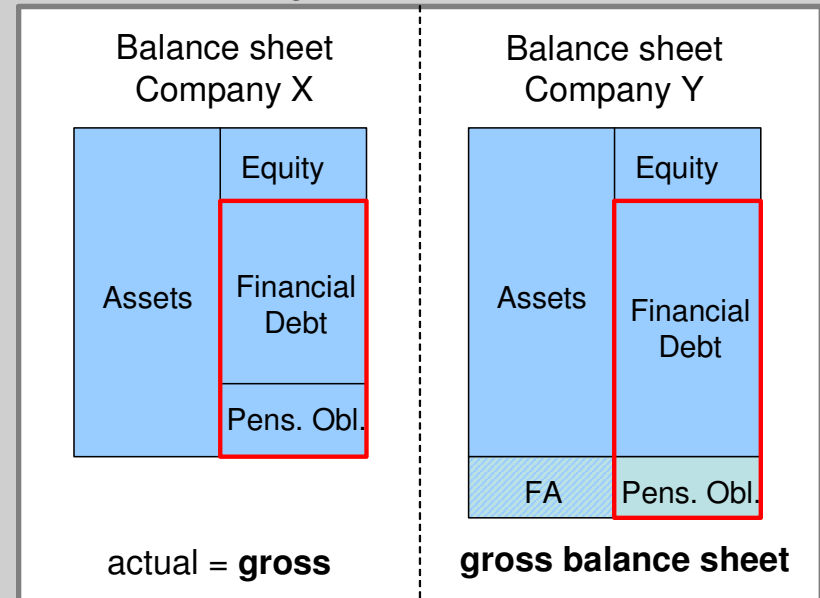 Balance sheet
Company X
Equity
Assets
Financial
Debt
Pens. Obl.
actual = gross
Balance sheet
Company Y
Equity
Assets
Financial
Debt
FA
Pens. Obl.
gross balance sheet